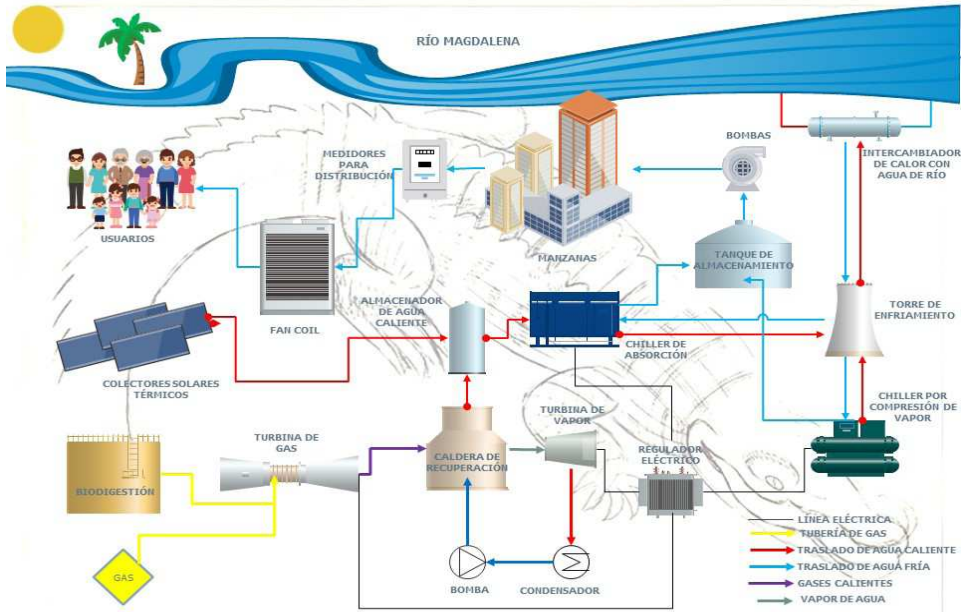 RÍO MAGDALENA
BOMBAS
INTERCAMBIADOR
DE CALOR CON
AGUA DE RÍO
MEDIDORES
PARA
DISTRIBUCIÓN
USUARIOS
MANZANAS
TANQUE DE
ALMACENAMIENTO
FAN COIL
ALMACENADOR
DE AGUA
CALIENTE
TORRE DE
ENFRIAMIENTO
CHILLER DE
ABSORCIÓN
COLECTORES SOLARES
TÉRMICOS
CHILLER POR
COMPRESIÓN DE
VAPOR
TURBINA DE
GAS
TURBINA DE
VAPOR
CALDERA DE
RECUPERACIÓN
REGULADOR
ELÉCTRICO
BIODIGESTIÓN
GAS
BOMBA
CONDENSADOR
LÍNEA ELÉCTRICA
TUBERÍA DE GAS
TRASLADO DE AGUA CALIENTE
TRASLADO DE AGUA FRÍA
GASES CALIENTES
VAPOR DE AGUA